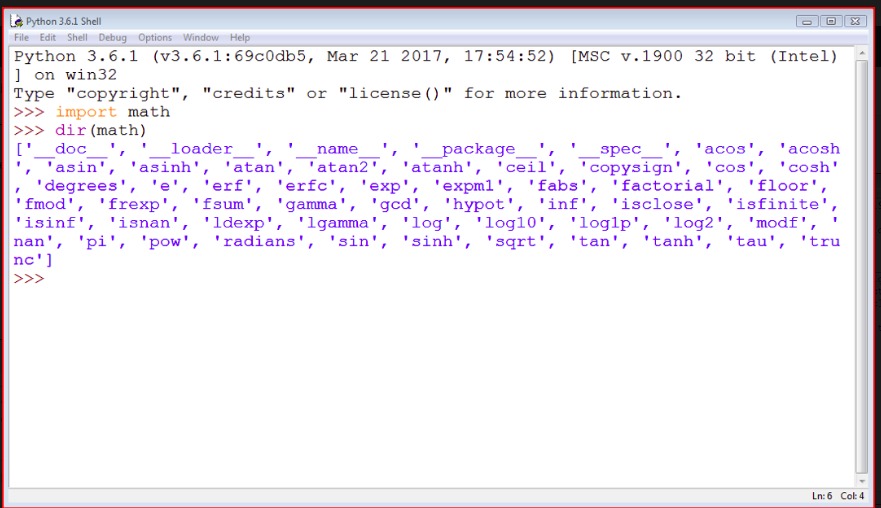 Python 3.6.1 Shell
File Edit Shell Debug Options Window Help
Python 3.6.1 (v3.6.1:69c0db5, Mar 21 2017, 17:54:52) [MSC v.1900 32 bit (Intel)
] on win32
Type "copyright", "credits" or "license()" for more information.
>>> import math
>>> dir(math)
['__doc__', '__loader__', '__name__', '__package__', '__spec__', 'acos', 'acosh
', 'asin', 'asinh', 'atan', 'atan2', 'atanh', 'ceil', 'copysign', 'cos', 'cosh'
, 'degrees', 'e', 'erf', 'erfc', 'exp', 'expm1', 'fabs', 'factorial', 'floor',
'fmod', 'frexp', 'fsum', 'gamma', 'gcd', 'hypot', 'inf', 'isclose', 'isfinite',
'isinf', 'isnan', 'ldexp', 'lgamma', 'log', 'log10', 'log1p', 'log2', 'modf', '
nan', 'pi', 'pow', 'radians', 'sin', 'sinh', 'sqrt', 'tan', 'tanh', 'tau', 'tru
nc']
>>>
Ln: 6 Col: 4